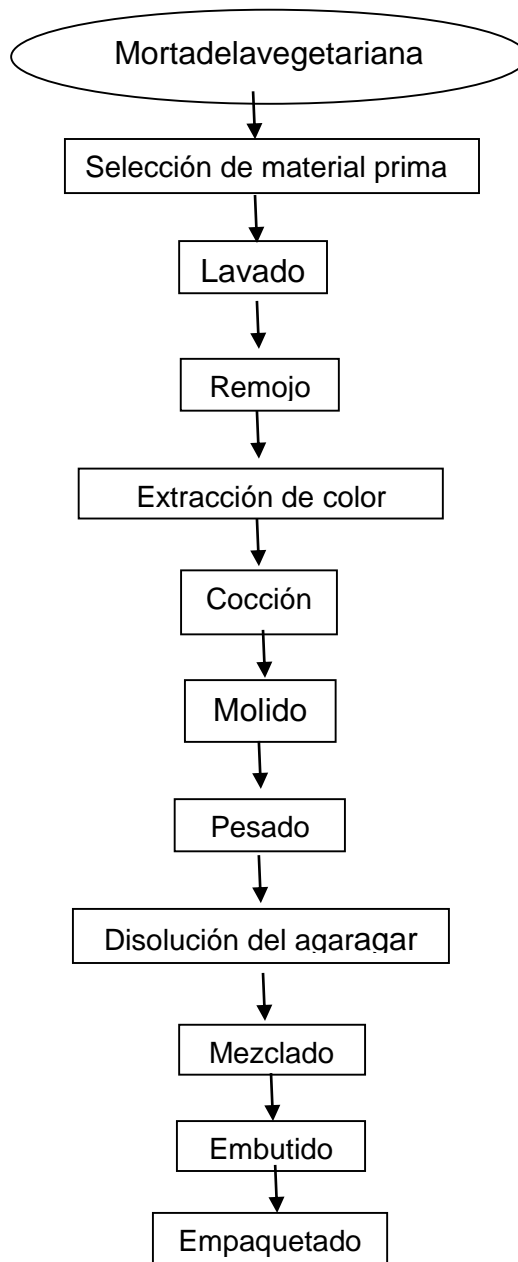 Mortadelavegetariana
Selección de material prima
Lavado
Remojo
Extracción de color
Cocción
Molido
Pesado
Disolución del agaragar
Mezclado
Embutido
Empaquetado